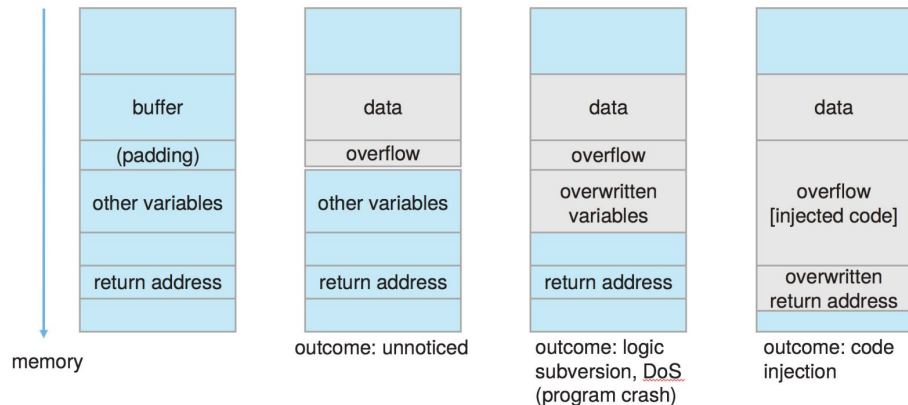 buffer
(padding)
other variables
return address
memory
data
overflow
other variables
return address
outcome: unnoticed
data
overflow
overwritten
variables
return address
outcome: logic
subversion, DoS
(program crash)
data
overflow
[injected code]
overwritten
return address
outcome: code
injection